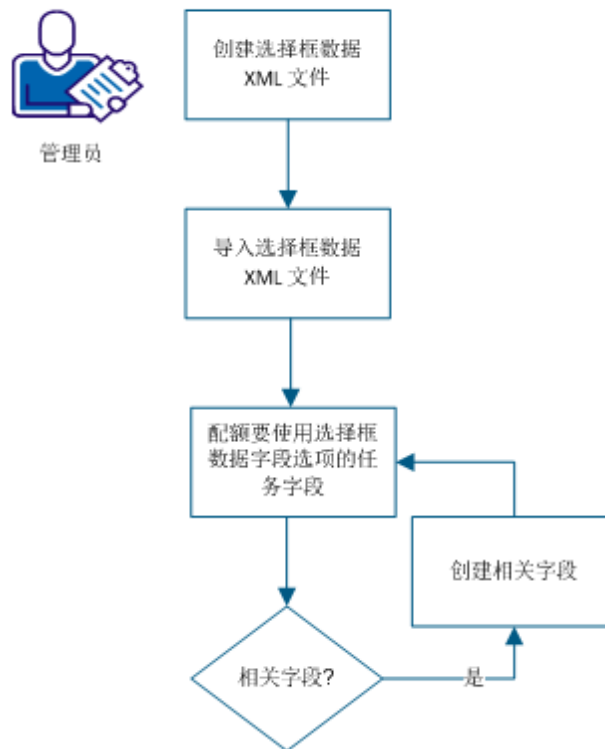 创建选择框数据
XML 文件
管理员
导入选择框数据
XML 文件
配额要使用选择框
数据字段选项的任
务字段
创建相关字段
相关字段?
是